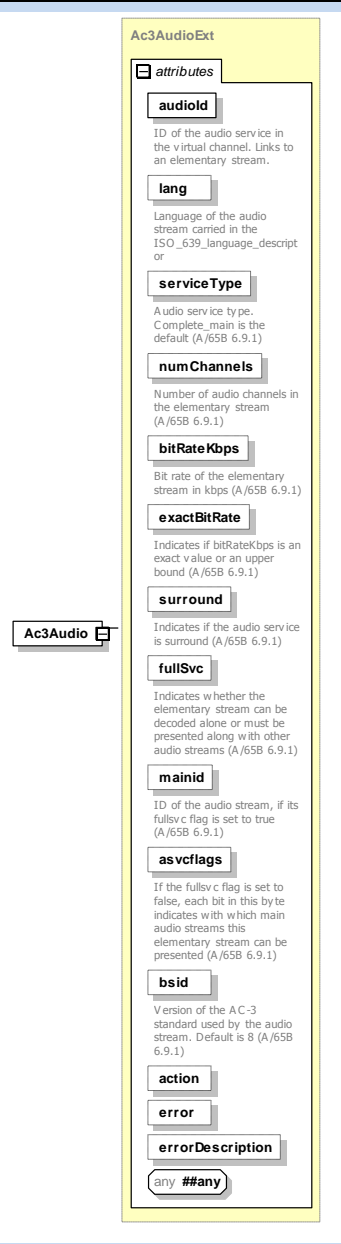 Ac3AudioExt
attributes
audioId
ID of the audio service in
the virtual channel. Links to
an elementary stream.
lang
Language of the audio
stream carried in the
ISO_639_language_descript
or
serviceType
Audio service type.
Complete_main is the
default (A/65B 6.9.1)
numChannels
Number of audio channels in
the elementary stream
(A/65B 6.9.1)
bitRateKbps
Bit rate of the elementary
stream in kbps (A/65B 6.9.1)
exactBitRate
Indicates if bitRateKbps is an
exact value or an upper
bound (A/65B 6.9.1)
surround
Indicates if the audio service
is surround (A/65B 6.9.1)
Ac3Audio
fullSvc
Indicates whether the
elementary stream can be
decoded alone or must be
presented along with other
audio streams (A/65B 6.9.1)
mainid
ID of the audio stream, if its
fullsvc flag is set to true
(A/65B 6.9.1)
asvcflags
If the fullsvc flag is set to
false, each bit in this byte
indicates with which main
audio streams this
elementary stream can be
presented (A/65B 6.9.1)
bsid
Version of the AC-3
standard used by the audio
stream. Default is 8 (A/65B
6.9.1)
action
error
errorDescription
any ##any